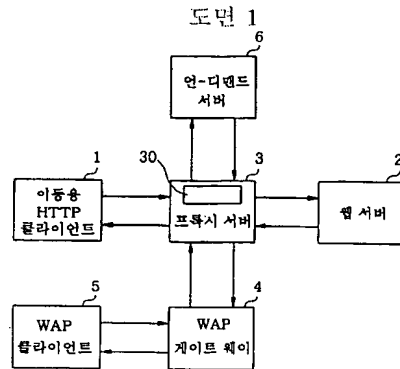 도면 1
6
언-디맨드
서버
1
이동용
HTTP
클라이언트
30
3
프록시 서버
2
웹 서버
5
WAP
클라이언트
4
WAP
게이트 웨이